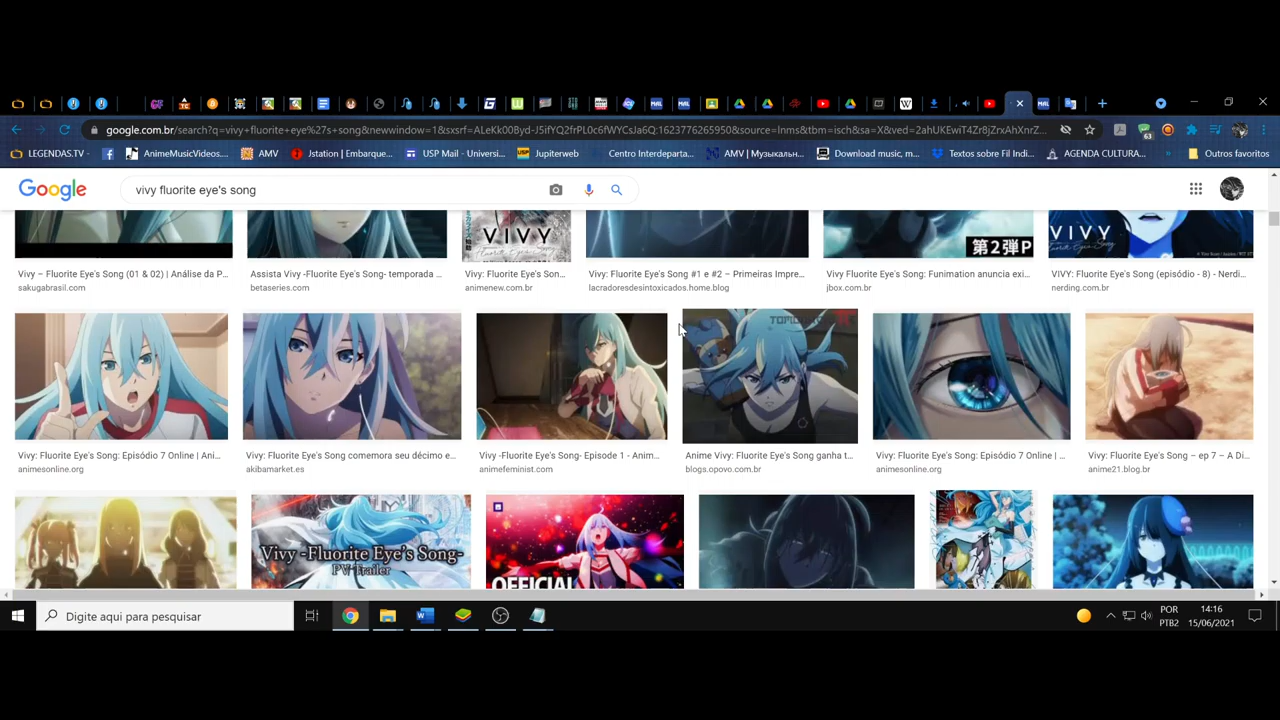 google.com.br/search?q=vivy+fluorite+eye%27s+song&newwindow=1&sxsrf=ALeKk00Byd-J5ifYQ2frPL0c6fWYCsJa6Q:1623776265950&source=lnms&tbm=isch&sa=X&ved=2ahUKEwiT4Zr8jZrxAhXnrZ...
LEGENDAS.TV
AnimeMusicVideos...
AMV
Jstation | Embarque...
USP Mail - Universi...
Jupiterweb
Centro Interdeparta...
AMV | Музыкальн...
Download music, m...
Textos sobre Fil Indi...
AGENDA CULTURA...
Outros favoritos
Google
vivy fluorite eye's song
VIVY
第2弾P
VIVY
Vivy – Fluorite Eye's Song (01 & 02) | Análise da P...
sakugabrasil.com
Assista Vivy -Fluorite Eye's Song- temporada ...
betaseries.com
Vivy: Fluorite Eye's Son...
animenew.com.br
Vivy: Fluorite Eye's Song #1 e #2 – Primeiras Impre...
lacradoresdesintoxicados.home.blog
Vivy Fluorite Eye's Song: Funimation anuncia exi...
jbox.com.br
VIVY: Fluorite Eye's Song (episódio - 8) - Nerdi...
nerding.com.br
Vivy: Fluorite Eye's Song: Episódio 7 Online | Ani...
animesonline.org
Vivy: Fluorite Eye's Song comemora seu décimo e...
akibamarket.es
Vivy -Fluorite Eye's Song- Episode 1 - Anim...
animefeminist.com
Anime Vivy: Fluorite Eye's Song ganha t...
blogs.opovo.com.br
Vivy: Fluorite Eye's Song: Episódio 7 Online | ...
animesonline.org
Vivy: Fluorite Eye's Song – ep 7 – A Di...
anime21.blog.br
Vivy -Fluorite Eye's Song-
PV Trailer
OFFICIAL
Digite aqui para pesquisar
POR
PTB2
14:16
15/06/2021